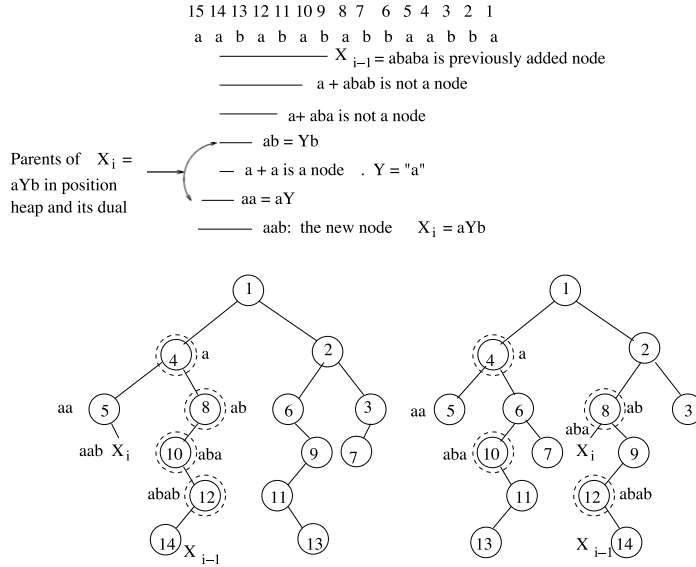 15 14 13 12 11 10 9 8 7 6 5 4 3 2 1
a a b a b a b a b b a a b b a
X i–1 = ababa is previously added node
a + abab is not a node
a+ aba is not a node
ab = Yb
Parents of X i =
a + a is a node . Y = "a"
aYb in position
aa = aY
heap and its dual
aab: the new node X i = aYb
1 1
4 a 2 4 a 2
aa 5 8 ab 6 3 aa 5 6 8 ab 3
aba
aab X i 10 aba 9 7 aba 10 7 X i 9
abab 12 11 11 12 abab
14 X i–1 13 13 X i–1 14